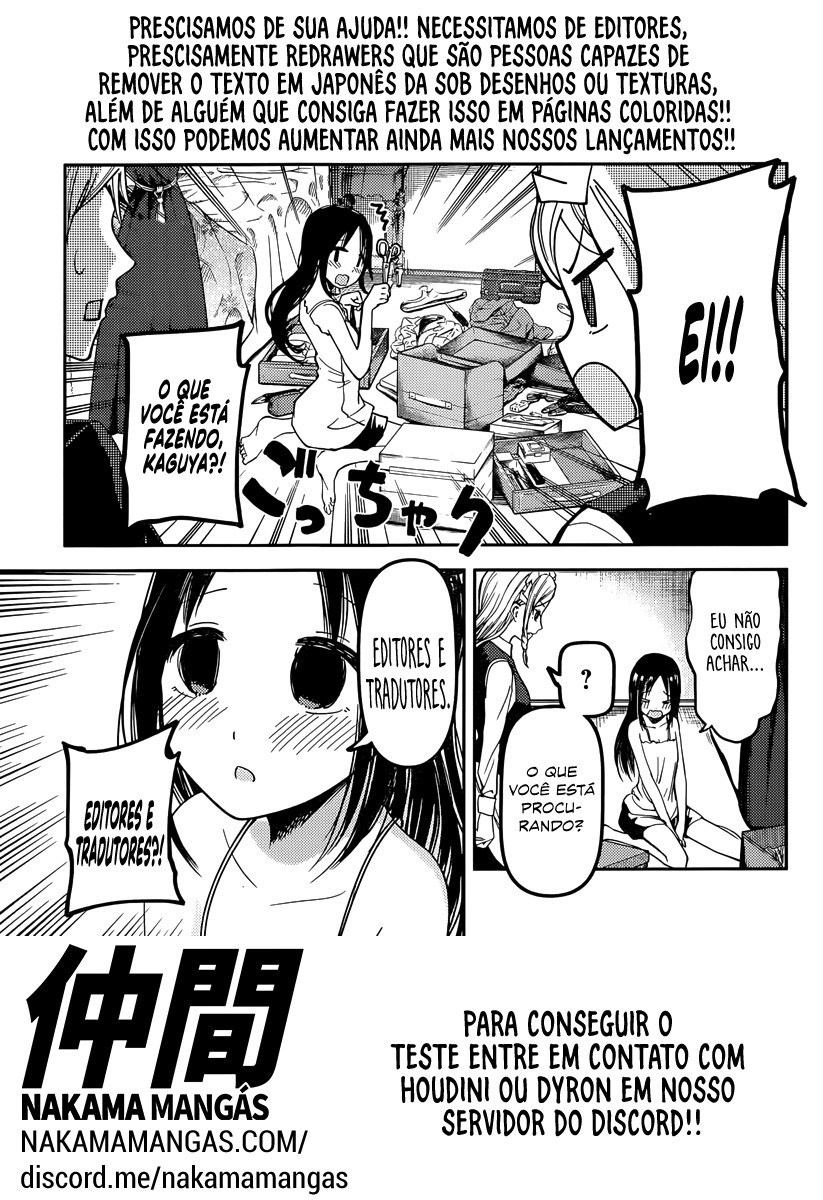 PRESCISAMOS DE SUA AJUDA!! NECESSITAMOS DE EDITORES,
PRESCISAMENTE REDRAWERS QUE SÃO PESSOAS CAPAZES DE
REMOVER O TEXTO EM JAPONÊS DA SOB DESENHOS OU TEXTURAS,
ALÉM DE ALGUÉM QUE CONSIGA FAZER ISSO EM PÁGINAS COLORIDAS!!
COM ISSO PODEMOS AUMENTAR AINDA MAIS NOSSOS LANÇAMENTOS!!
EI!!
O QUE
VOCÊ ESTÁ
FAZENDO,
KAGUYA?!
ごっちゃり
EU NÃO
CONSIGO
ACHAR...
?
O QUE
VOCÊ ESTÁ
PROCU-
RANDO?
EDITORES E
TRADUTORES.
EDITORES E
TRADUTORES?!
仲間
NAKAMA MANGÁS
NAKAMAMANGAS.COM/
discord.me/nakamamangas
PARA CONSEGUIR O
TESTE ENTRE EM CONTATO COM
HOUDINI OU DYRON EM NOSSO
SERVIDOR DO DISCORD!!